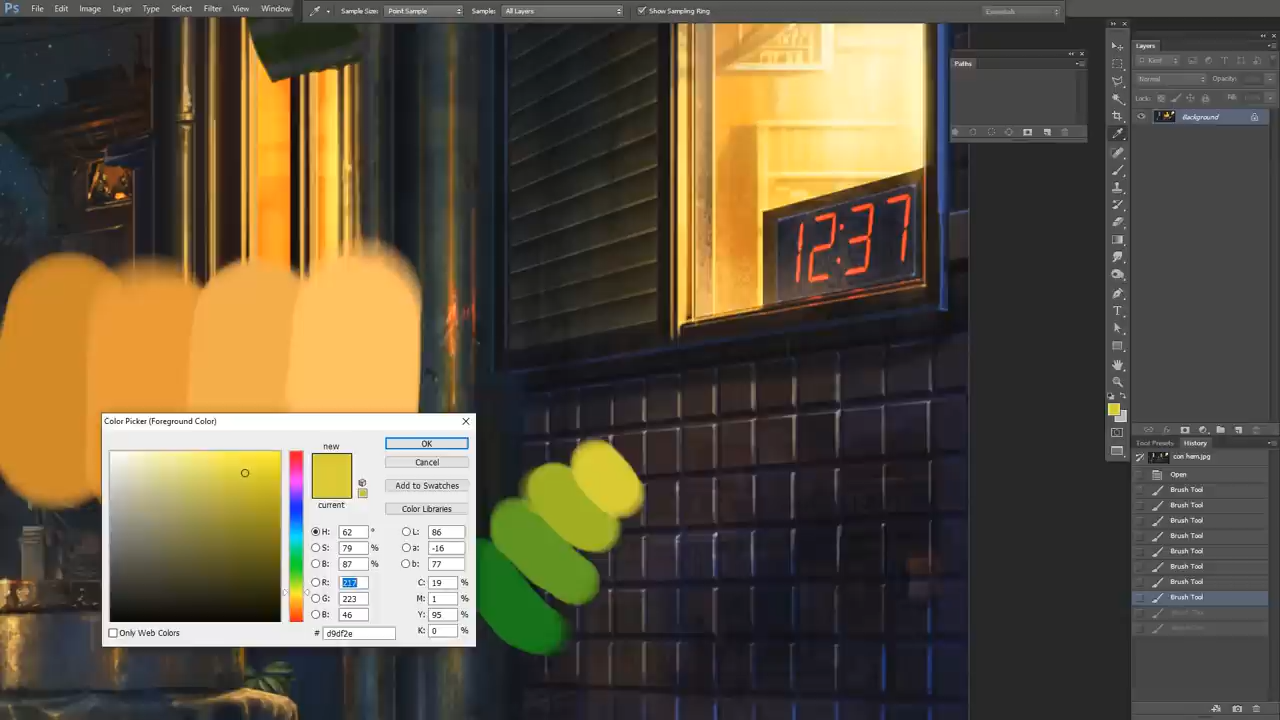 Ps File Edit Image Layer Type Select Filter View Window
Sample Size: Point Sample Sample: All Layers Show Sampling Ring Essentials
Paths
Layers
Kind
Normal Opacity:
Lock: Fill:
Background
12:37
Color Picker (Foreground Color)
new
current
OK
Cancel
Add to Swatches
Color Libraries
H: 62 °
S: 79 %
B: 87 %
R: 217
G: 223
B: 46
L: 86
a: -16
b: 77
C: 19 %
M: 1 %
Y: 95 %
K: 0 %
Only Web Colors
# d9df2e
Tool Presets History
con hem.jpg
Open
Brush Tool
Brush Tool
Brush Tool
Brush Tool
Brush Tool
Brush Tool
Brush Tool
Brush Tool